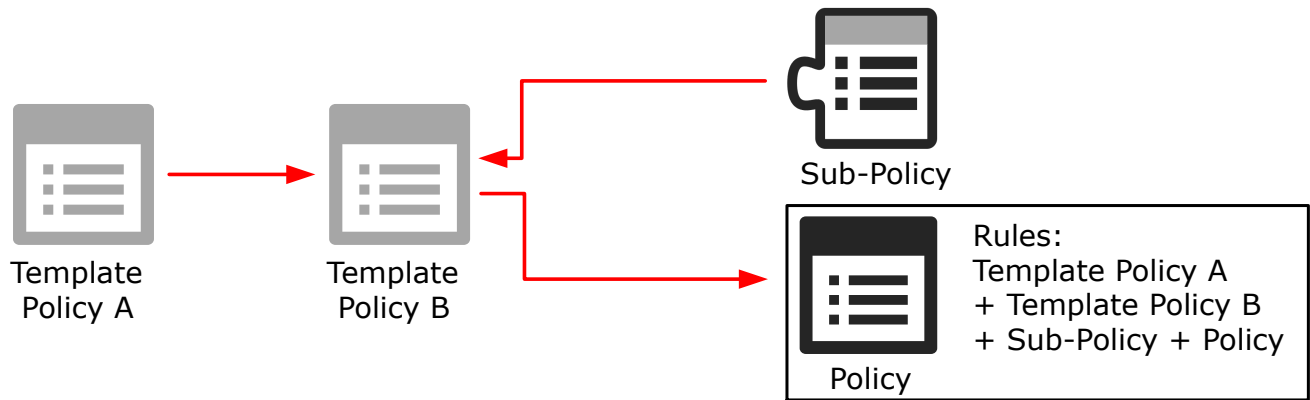 Template
Policy A
Template
Policy B
Sub-Policy
Rules:
Template Policy A
+ Template Policy B
+ Sub-Policy + Policy
Policy